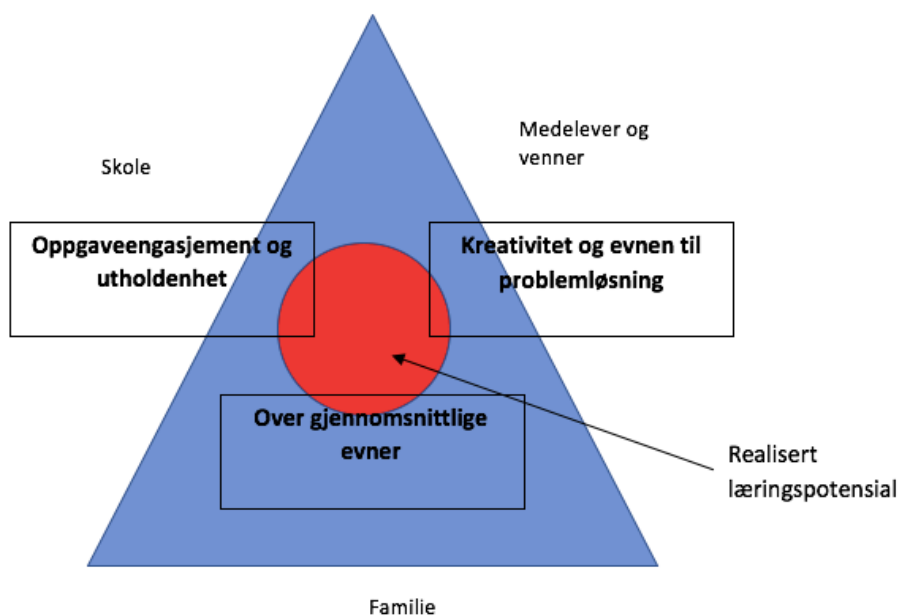 Medelever og
venner
Skole
Oppgaveengasjement og
utholdenhet
Kreativitet og evnen til
problemløsning
Over gjennomsnittlige
evner
Realisert
læringspotensial
Familie